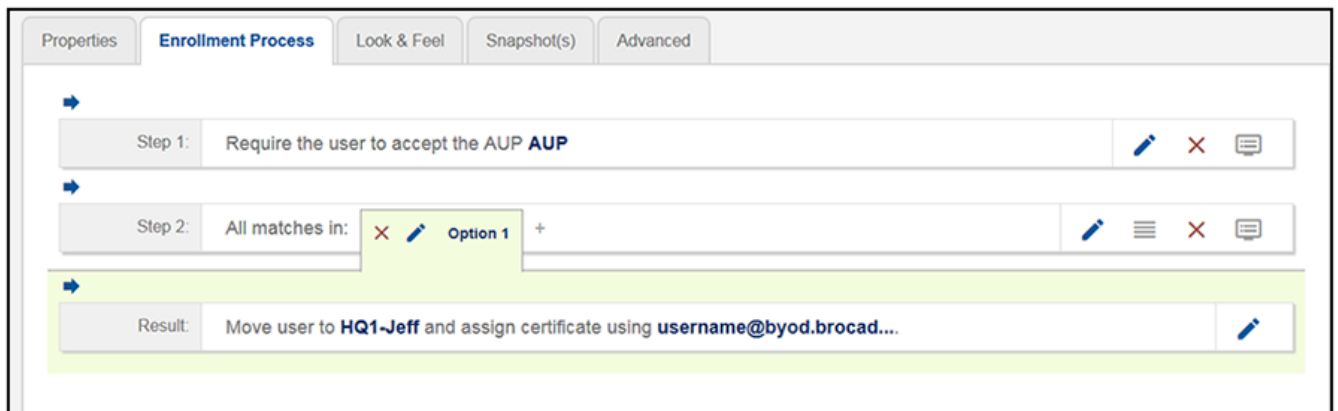 Properties Enrollment Process Look & Feel Snapshot(s) Advanced
Step 1: Require the user to accept the AUP AUP
Step 2: All matches in: Option 1 +
Result: Move user to HQ1-Jeff and assign certificate using username@byod.brocad....